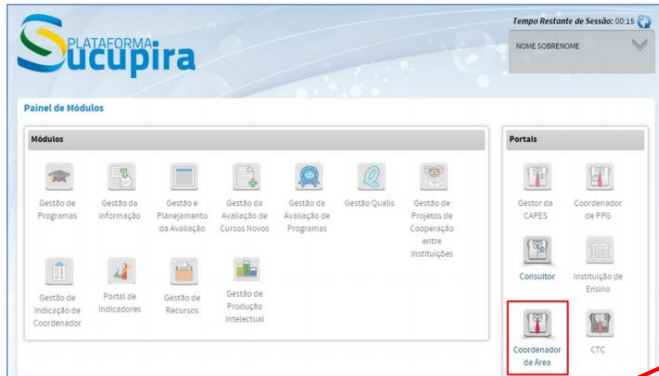 Tempo Restante de Sessão: 00:15
PLATAFORMA
Sucupira
NOME SOBRENOME
Painel de Módulos
Módulos
Gestão de
Programas
Gestão da
Informação
Gestão e
Planejamento
da Avaliação
Gestão da
Avaliação de
Cursos Novos
Gestão da
Avaliação de
Programas
Gestão Qualis
Gestão de
Projetos de
Cooperação
entre
Instituições
Gestão de
Indicação de
Coordenador
Portal de
Indicadores
Gestão de
Recursos
Gestão de
Produção
Intelectual
Portais
Gestor da
CAPES
Coordenador
de PPG
Consultor
Instituição de
Ensino
Coordenador
de Área
CTC